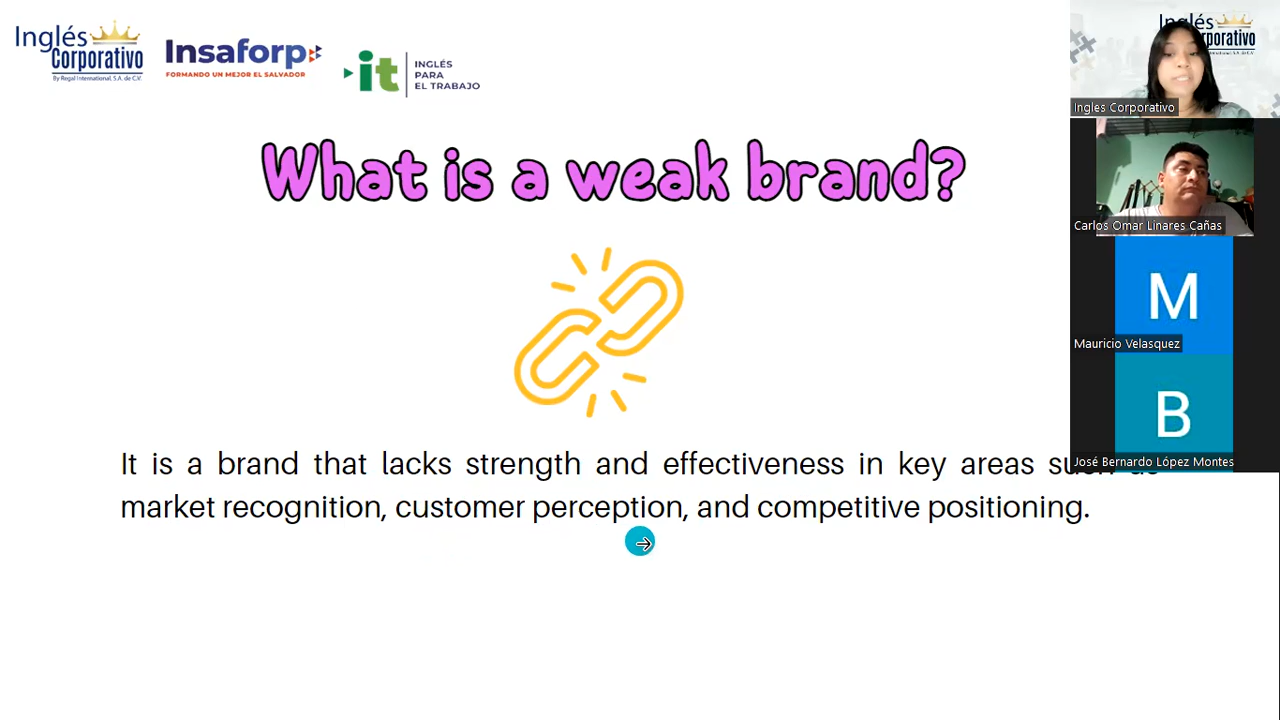 Inglés
Corporativo
By Regal International, S.A. de C.V.
Insaforp
FORMANDO UN MEJOR EL SALVADOR
it
INGLÉS
PARA
EL TRABAJO
What is a weak brand?
It is a brand that lacks strength and effectiveness in key areas such as
market recognition, customer perception, and competitive positioning.
Inglés
Corporativo
Ingles Corporativo
Carlos Omar Linares Cañas
M
Mauricio Velasquez
B
José Bernardo López Montes